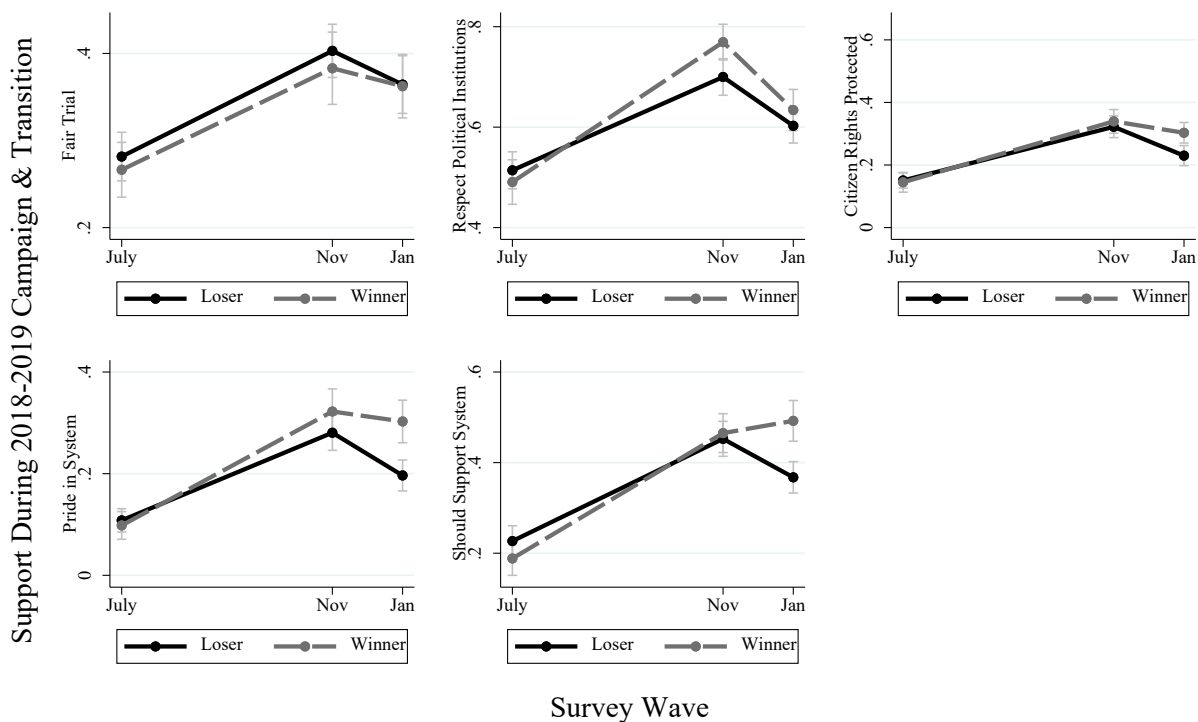 Support During 2018-2019 Campaign & Transition
Fair Trial
.4
.2
July Nov Jan
Loser Winner
Respect Political Institutions
.8
.6
.4
July Nov Jan
Loser Winner
Citizen Rights Protected
.6
.4
.2
0
July Nov Jan
Loser Winner
Pride in System
.4
.2
0
July Nov Jan
Loser Winner
Should Support System
.6
.4
.2
July Nov Jan
Loser Winner
Survey Wave